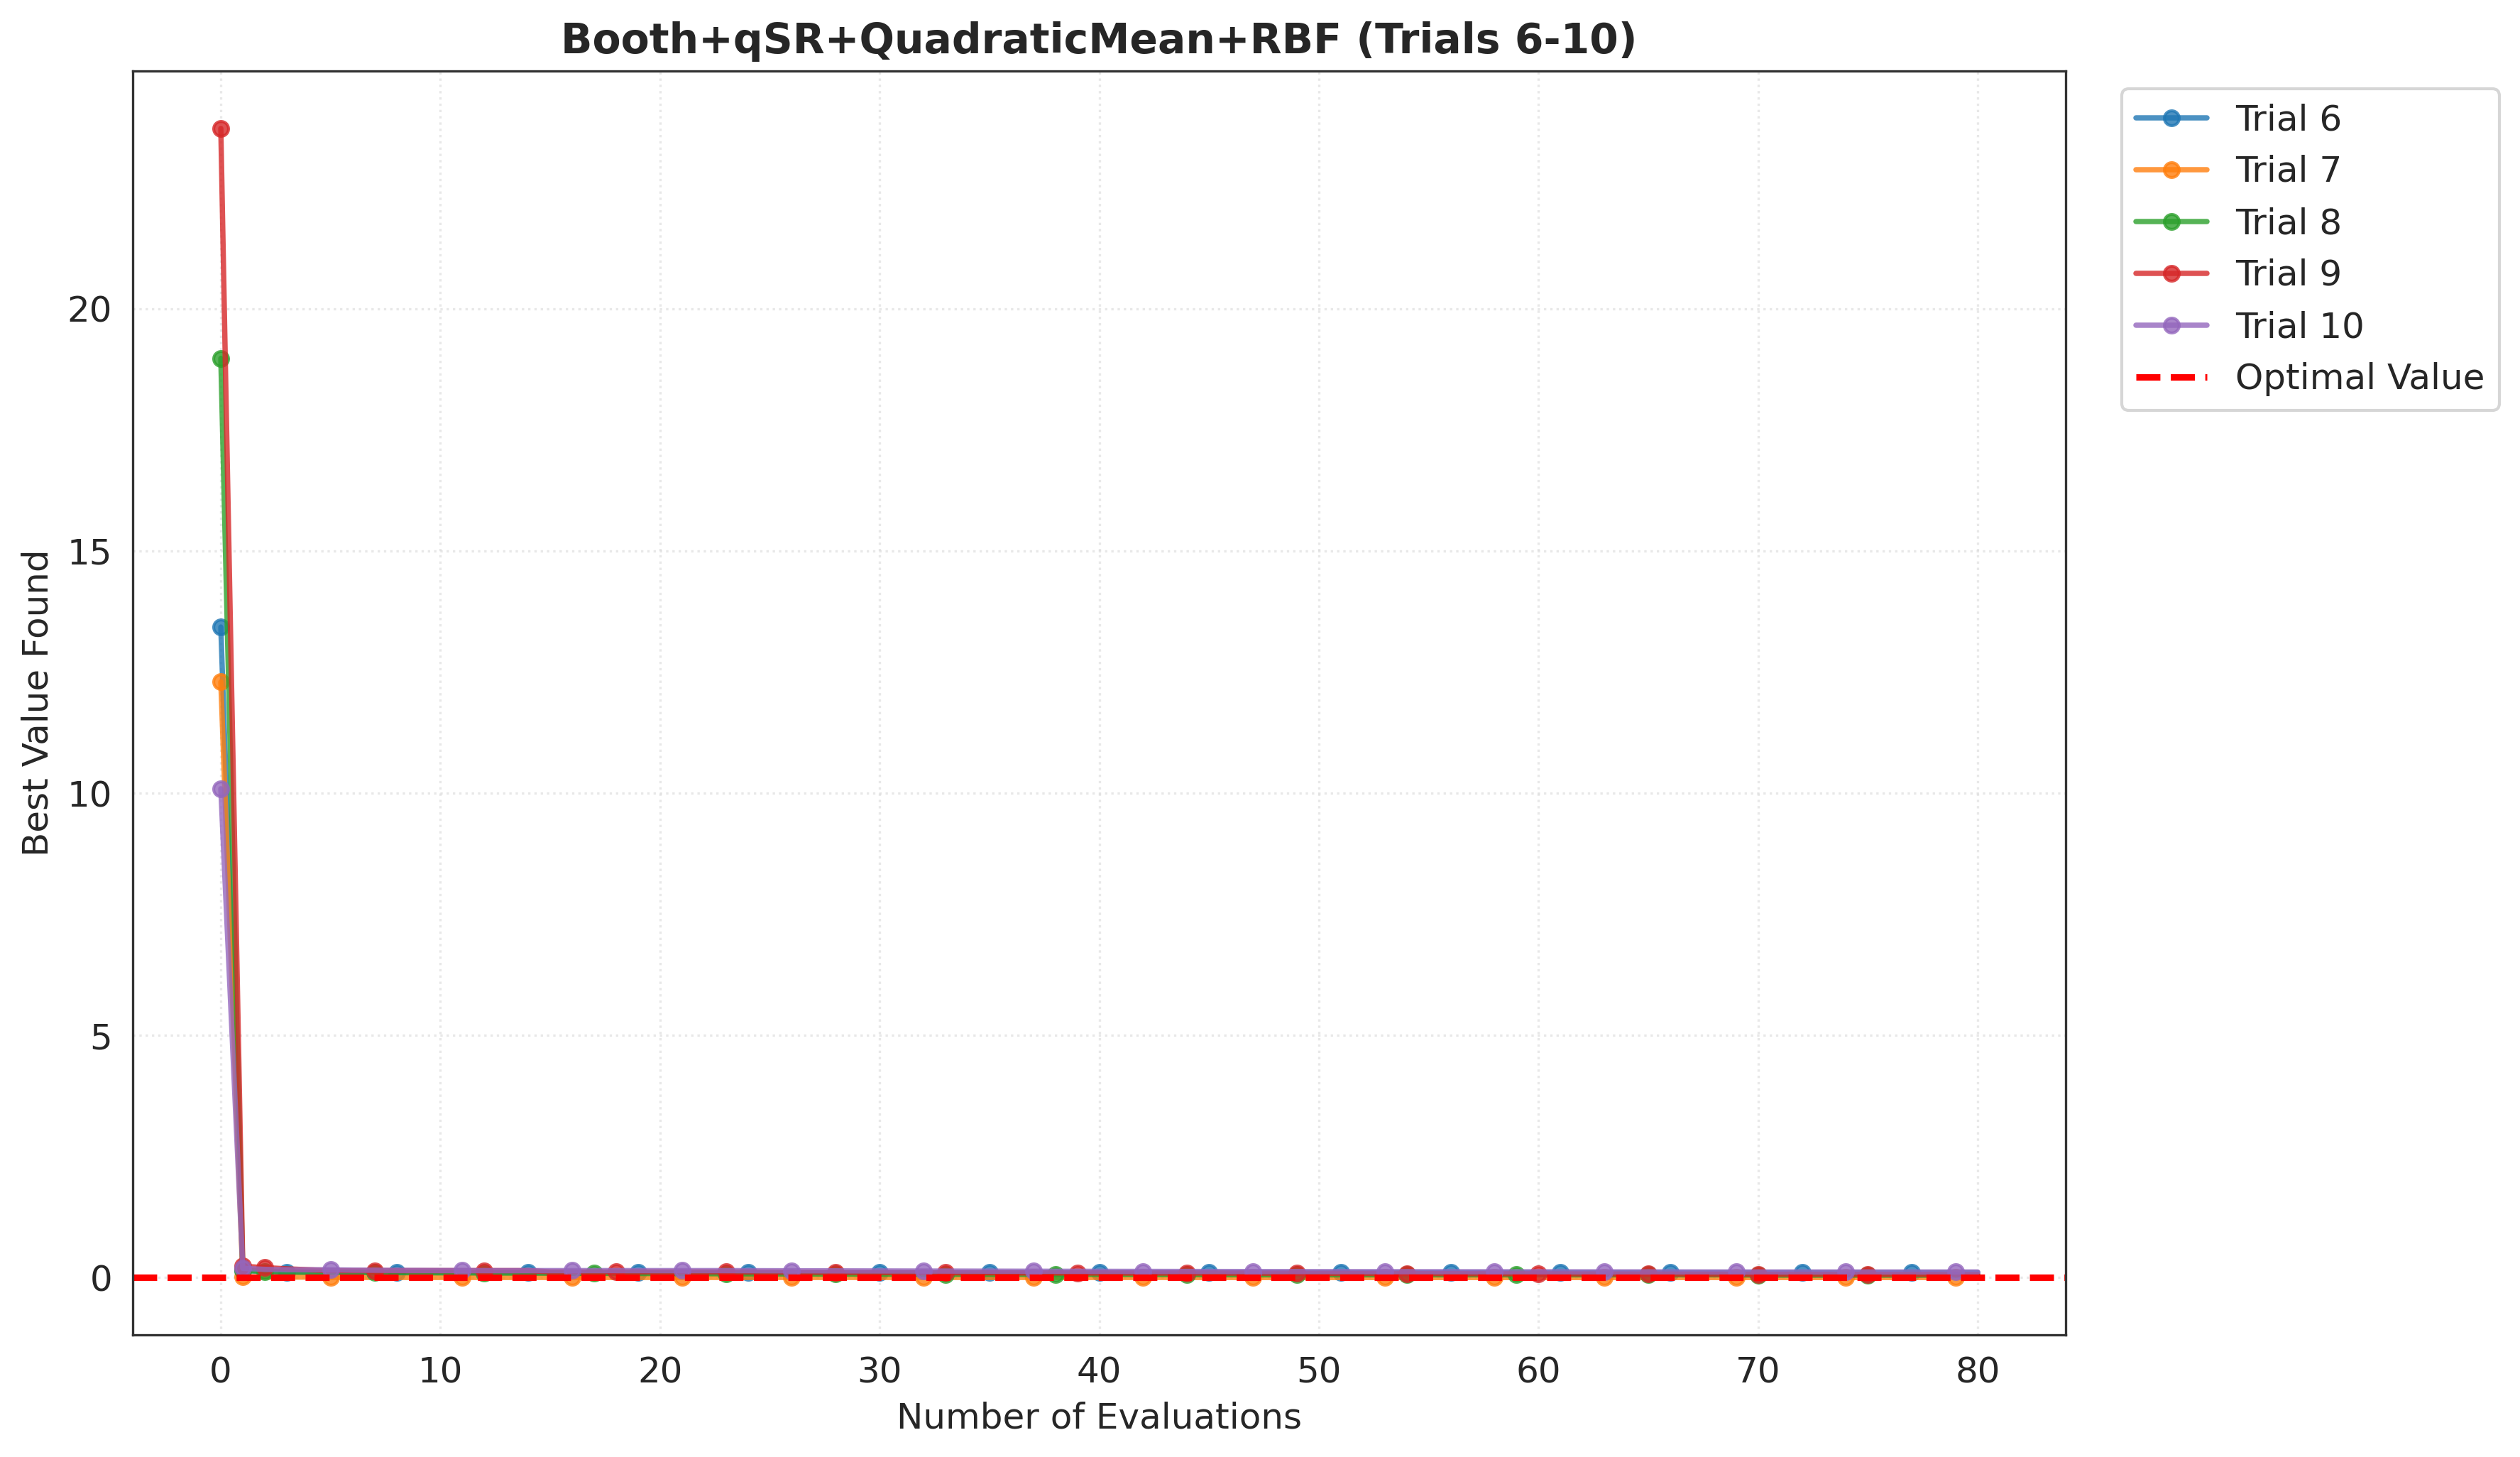 Booth+qSR+QuadraticMean+RBF (Trials 6-10)
Trial 6
Trial 7
Trial 8
Trial 9
Trial 10
Optimal Value
Best Value Found
20
15
10
5
0
0 10 20 30 40 50 60 70 80
Number of Evaluations